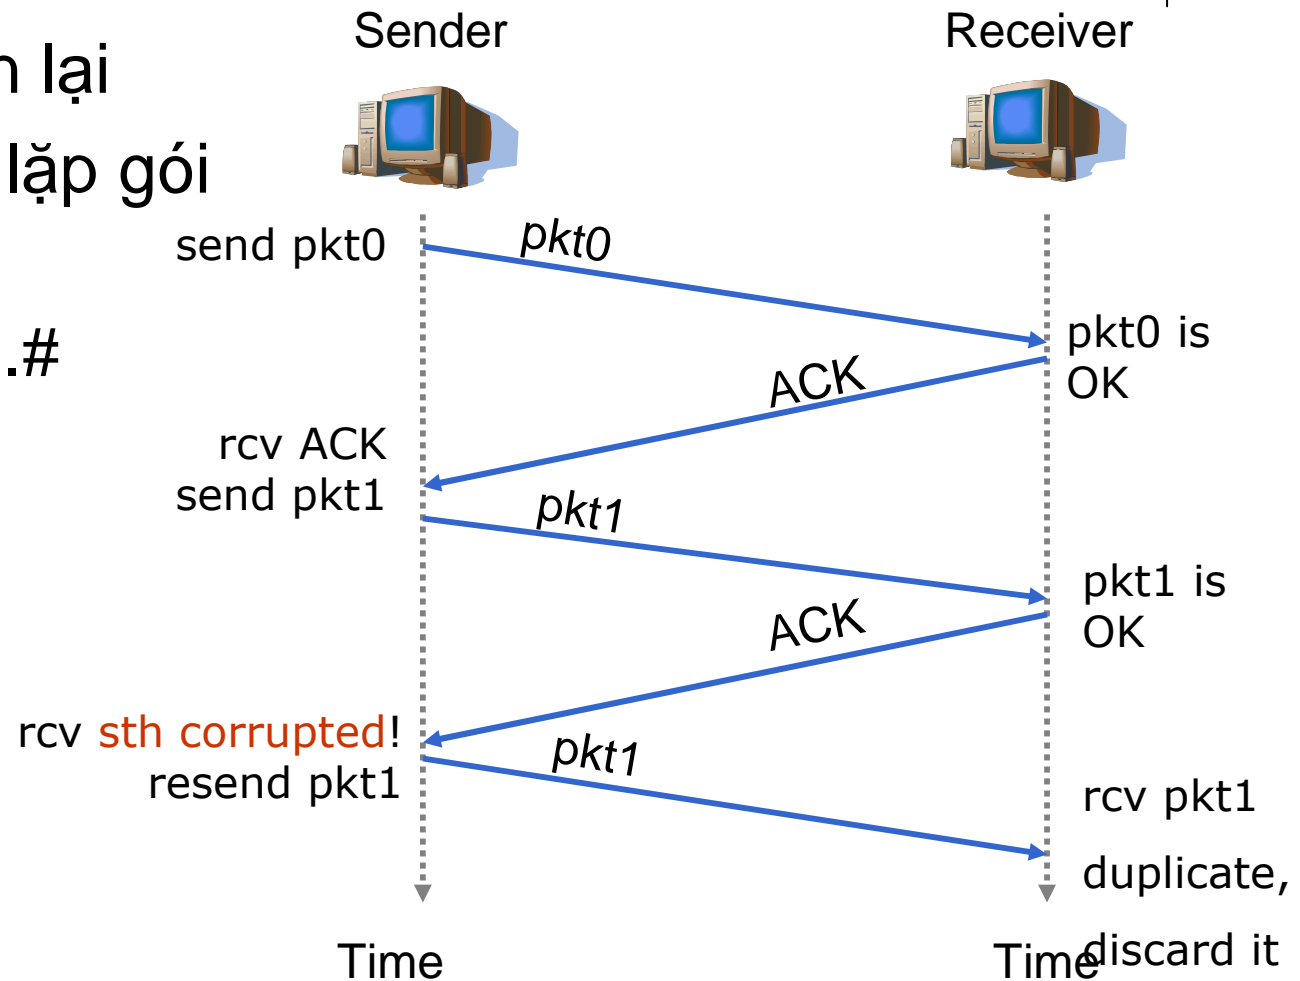 Sender
Receiver
lại
lặp gói
.#
send pkt0
pkt0
pkt0 is
OK
ACK
rcv ACK
send pkt1
pkt1
pkt1 is
OK
ACK
rcv sth corrupted!
resend pkt1
pkt1
rcv pkt1
duplicate,
discard it
Time
Time